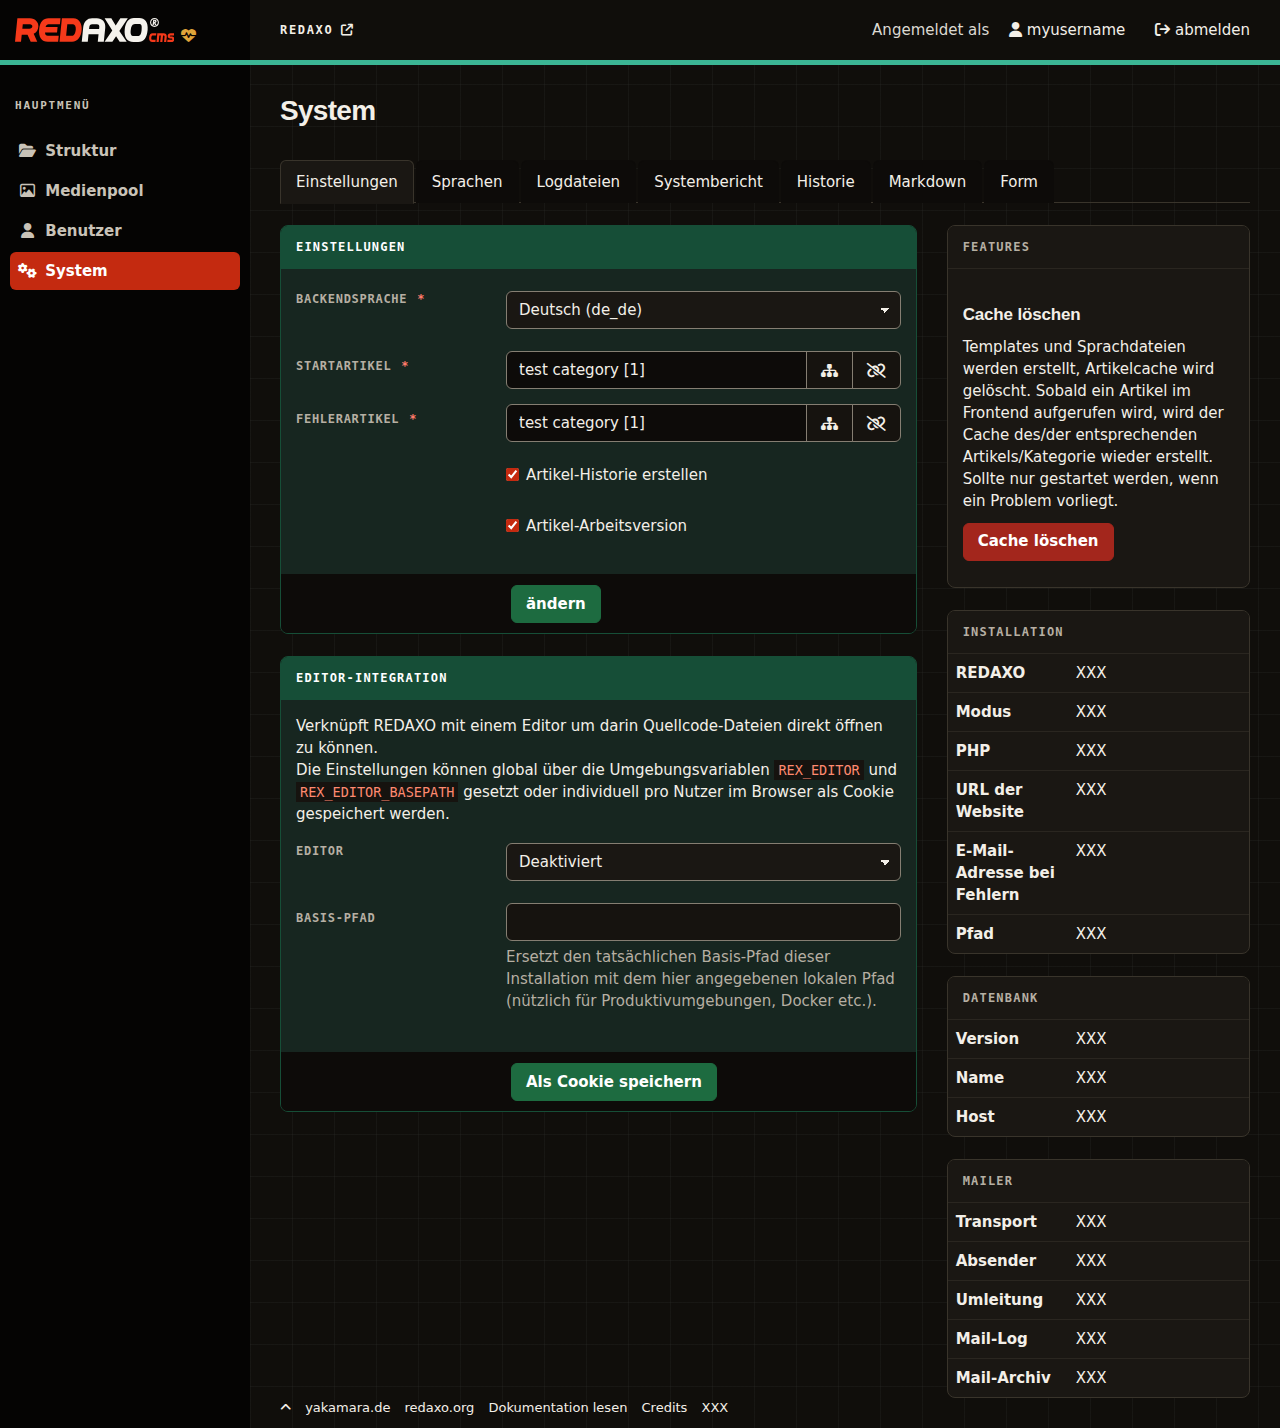 REDAXO® cms
REDAXO
Angemeldet als myusername abmelden
HAUPTMENÜ
Struktur
Medienpool
Benutzer
System
System
Einstellungen Sprachen Logdateien Systembericht Historie Markdown Form
EINSTELLUNGEN
BACKENDSPRACHE *
Deutsch (de_de)
STARTARTIKEL *
test category [1]
FEHLERARTIKEL *
test category [1]
Artikel-Historie erstellen
Artikel-Arbeitsversion
ändern
EDITOR-INTEGRATION
Verknüpft REDAXO mit einem Editor um darin Quellcode-Dateien direkt öffnen
zu können.
Die Einstellungen können global über die Umgebungsvariablen REX_EDITOR und
REX_EDITOR_BASEPATH gesetzt oder individuell pro Nutzer im Browser als Cookie
gespeichert werden.
EDITOR
Deaktiviert
BASIS-PFAD
Ersetzt den tatsächlichen Basis-Pfad dieser
Installation mit dem hier angegebenen lokalen Pfad
(nützlich für Produktivumgebungen, Docker etc.).
Als Cookie speichern
FEATURES
Cache löschen
Templates und Sprachdateien
werden erstellt, Artikelcache wird
gelöscht. Sobald ein Artikel im
Frontend aufgerufen wird, wird der
Cache des/der entsprechenden
Artikels/Kategorie wieder erstellt.
Sollte nur gestartet werden, wenn
ein Problem vorliegt.
Cache löschen
INSTALLATION
REDAXO XXX
Modus XXX
PHP XXX
URL der XXX
Website
E-Mail- XXX
Adresse bei
Fehlern
Pfad XXX
DATENBANK
Version XXX
Name XXX
Host XXX
MAILER
Transport XXX
Absender XXX
Umleitung XXX
Mail-Log XXX
Mail-Archiv XXX
yakamara.de redaxo.org Dokumentation lesen Credits XXX